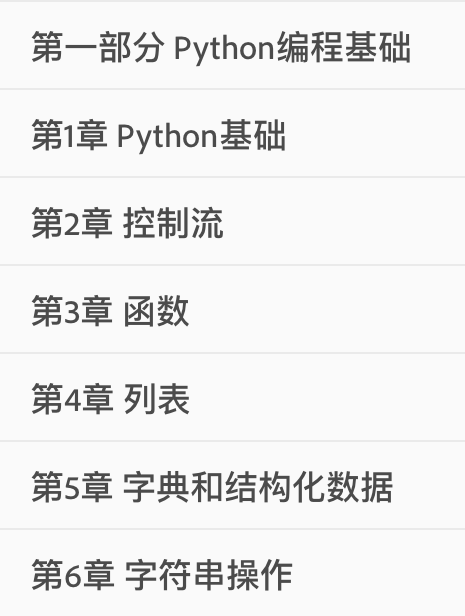 第一部分 Python编程基础
第1章 Python基础
第2章 控制流
第3章 函数
第4章 列表
第5章 字典和结构化数据
第6章 字符串操作